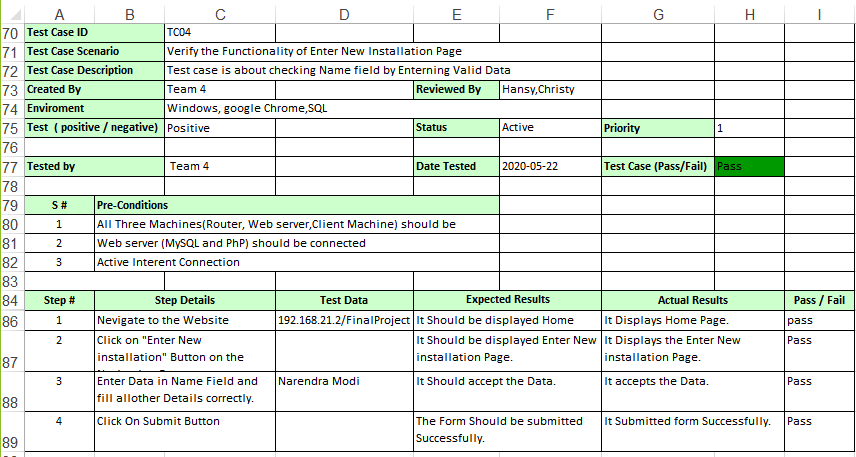 A B C D E F G H I
70 Test Case ID TC04
71 Test Case Scenario Verify the Functionality of Enter New Installation Page
72 Test Case Description Test case is about checking Name field by Enterning Valid Data
73 Created By Team 4 Reviewed By Hansy,Christy
74 Enviroment Windows, google Chrome,SQL
75 Test ( positive / negative) Positive Status Active Priority 1
76
77 Tested by Team 4 Date Tested 2020-05-22 Test Case (Pass/Fail) Pass
78
79 S # Pre-Conditions
80 1 All Three Machines(Router, Web server,Client Machine) should be
81 2 Web server (MySQL and PhP) should be connected
82 3 Active Interent Connection
83
84 Step # Step Details Test Data Expected Results Actual Results Pass / Fail
86 1 Nevigate to the Website 192.168.21.2/FinalProject It Should be displayed Home It Displays Home Page. pass
2 Click on "Enter New It Should be displayed Enter New It Displays the Enter New Pass
87 installation" Button on the installation Page. installation Page.
3 Enter Data in Name Field and Narendra Modi It Should accept the Data. It accepts the Data. Pass
88 fill allother Details correctly.
4 Click On Submit Button The Form Should be submitted It Submitted form Successfully. Pass
89 Successfully.